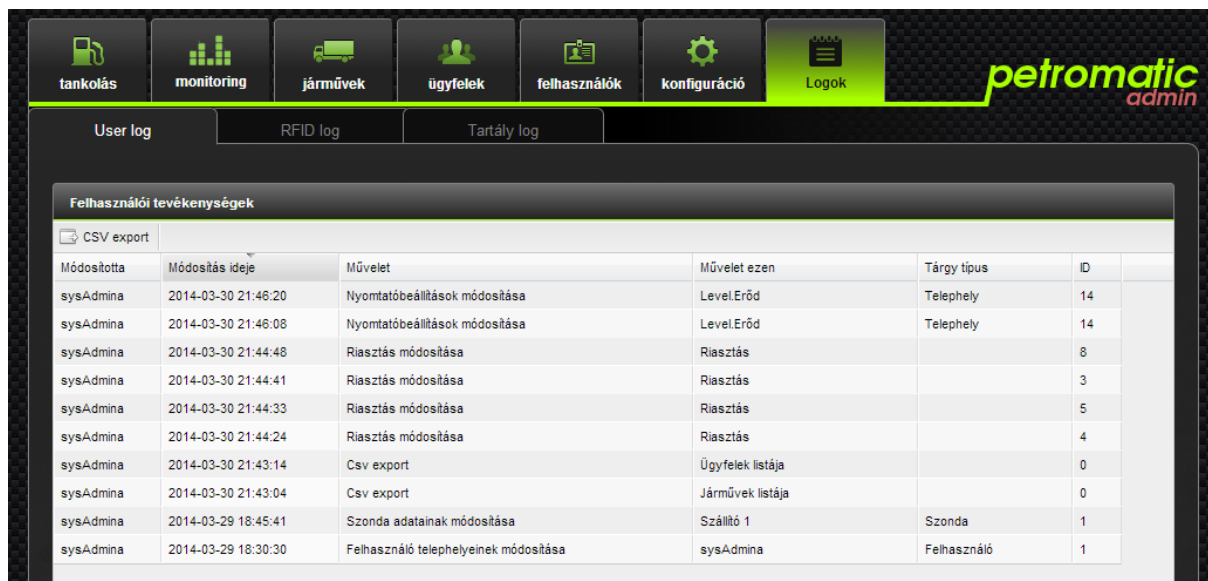 tankolás monitoring járművek ügyfelek felhasználók konfiguráció Logok
petromatic
admin
User log RFID log Tartály log
Felhasználói tevékenységek
CSV export
Módosította Módosítás ideje Művelet Művelet ezen Tárgy típus ID
sysAdmina 2014-03-30 21:46:20 Nyomtatóbeállítások módosítása Level.Erőd Telephely 14
sysAdmina 2014-03-30 21:46:08 Nyomtatóbeállítások módosítása Level.Erőd Telephely 14
sysAdmina 2014-03-30 21:44:48 Riasztás módosítása Riasztás 8
sysAdmina 2014-03-30 21:44:41 Riasztás módosítása Riasztás 3
sysAdmina 2014-03-30 21:44:33 Riasztás módosítása Riasztás 5
sysAdmina 2014-03-30 21:44:24 Riasztás módosítása Riasztás 4
sysAdmina 2014-03-30 21:43:14 Csv export Ügyfelek listája 0
sysAdmina 2014-03-30 21:43:04 Csv export Járművek listája 0
sysAdmina 2014-03-29 18:45:41 Szonda adatainak módosítása Szállító 1 Szonda 1
sysAdmina 2014-03-29 18:30:30 Felhasználó telephelyeinek módosítása sysAdmina Felhasználó 1